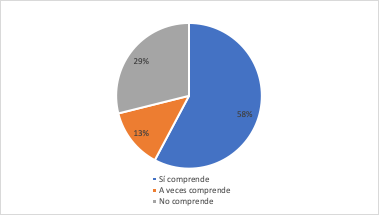 29%
58%
13%
Sí comprende
A veces comprende
No comprende